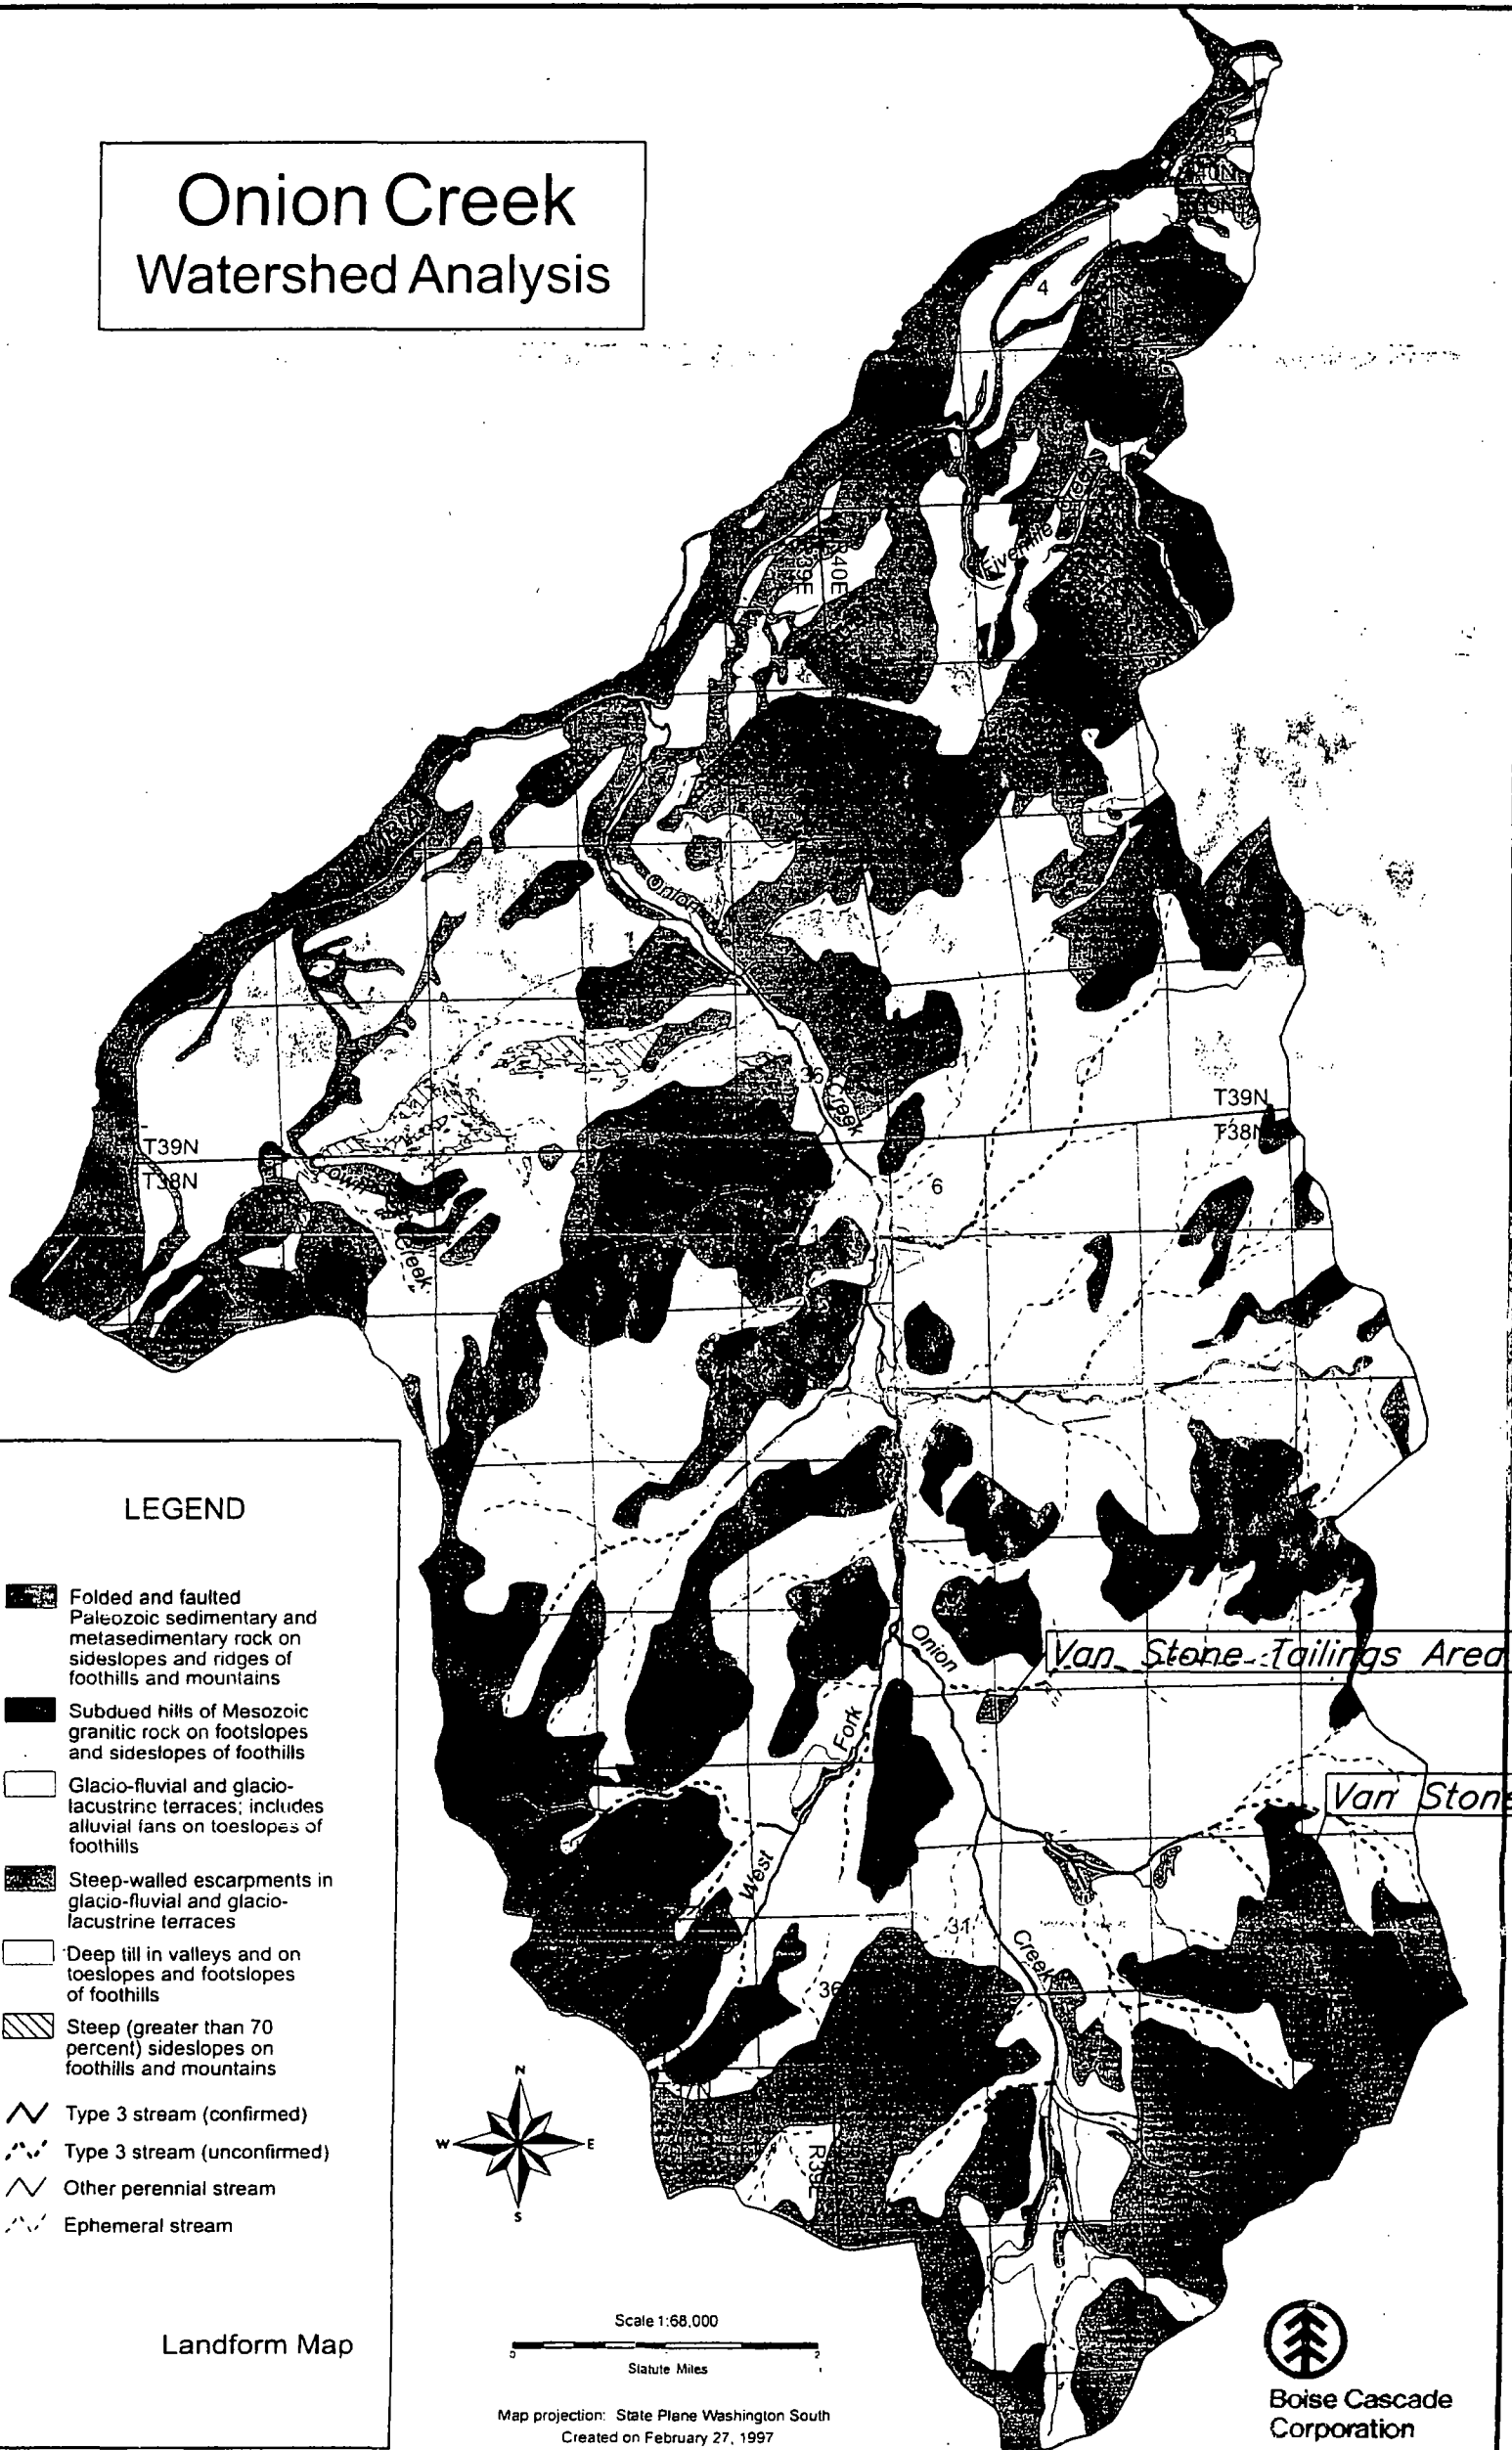 Onion Creek
Watershed Analysis
4
Fivemile
40E
39E
Onion
1
36
Creek
T39N
T38N
T39N
T38N
6
Creek
Onion
Van Stone Tailings Area
Fork
Van Stone
West
31
Creek
36
R39E
LEGEND
Folded and faulted
Paleozoic sedimentary and
metasedimentary rock on
sideslopes and ridges of
foothills and mountains
Subdued hills of Mesozoic
granitic rock on footslopes
and sideslopes of foothills
Glacio-fluvial and glacio-
lacustrine terraces; includes
alluvial fans on toeslopes of
foothills
Steep-walled escarpments in
glacio-fluvial and glacio-
lacustrine terraces
Deep till in valleys and on
toeslopes and footslopes
of foothills
Steep (greater than 70
percent) sideslopes on
foothills and mountains
Type 3 stream (confirmed)
Type 3 stream (unconfirmed)
Other perennial stream
Ephemeral stream
Landform Map
N
W
E
S
Scale 1:68,000
0 2
Statute Miles
Map projection: State Plane Washington South
Created on February 27, 1997
Boise Cascade
Corporation